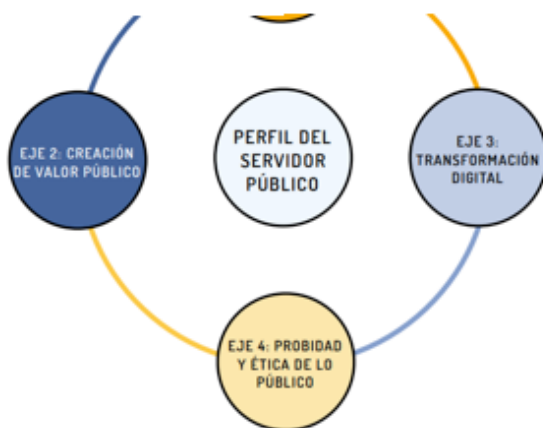 EJE 2: CREACIÓN
DE VALOR PÚBLICO
PERFIL DEL
SERVIDOR
PÚBLICO
EJE 3:
TRANSFORMACIÓN
DIGITAL
EJE 4: PROBIDAD
Y ÉTICA DE LO
PÚBLICO